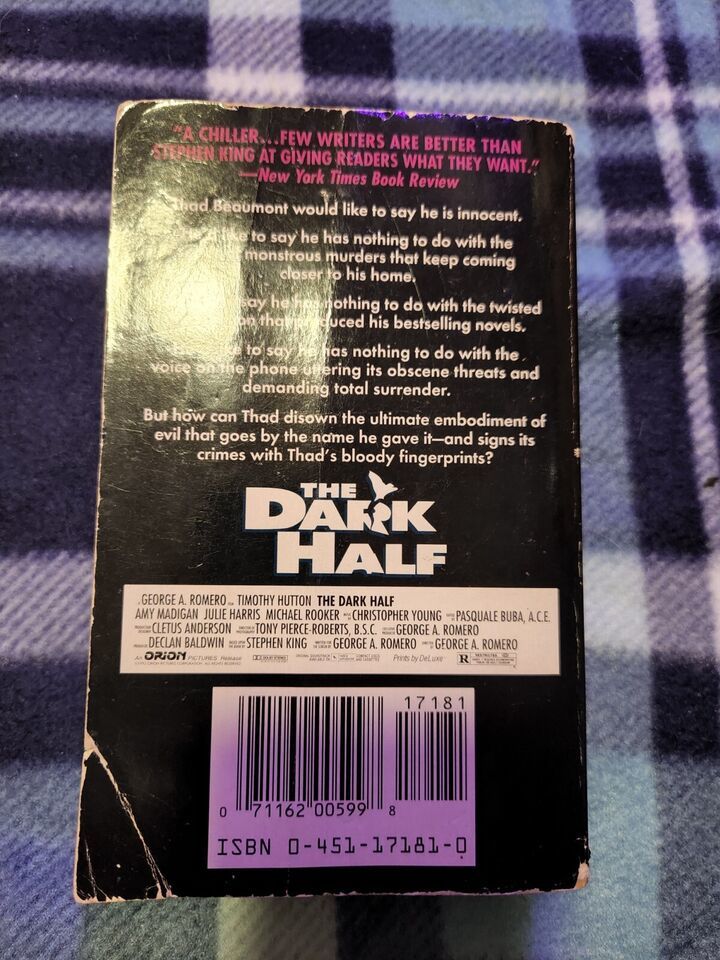 "A CHILLER...FEW WRITERS ARE BETTER THAN
STEPHEN KING AT GIVING READERS WHAT THEY WANT."
—New York Times Book Review
Thad Beaumont would like to say he is innocent.
to say he has nothing to do with the
monstrous murders that keep coming
closer to his home.
say he has nothing to do with the twisted
that produced his bestselling novels.
to say he has nothing to do with the
voice on the phone uttering its obscene threats and
demanding total surrender.
But how can Thad disown the ultimate embodiment of
evil that goes by the name he gave it—and signs its
crimes with Thad's bloody fingerprints?
THE
DARK
HALF
GEORGE A. ROMERO TIMOTHY HUTTON THE DARK HALF
AMY MADIGAN JULIE HARRIS MICHAEL ROOKER CHRISTOPHER YOUNG PASQUALE BUBA, A.C.E.
CLETUS ANDERSON TONY PIERCE-ROBERTS, B.S.C. GEORGE A. ROMERO
DECLAN BALDWIN STEPHEN KING GEORGE A. ROMERO GEORGE A. ROMERO
An ORION PICTURES Release Prints by DeLuxe R RESTRICTED
17181
0 71162 00599 8
ISBN 0-451-17181-0